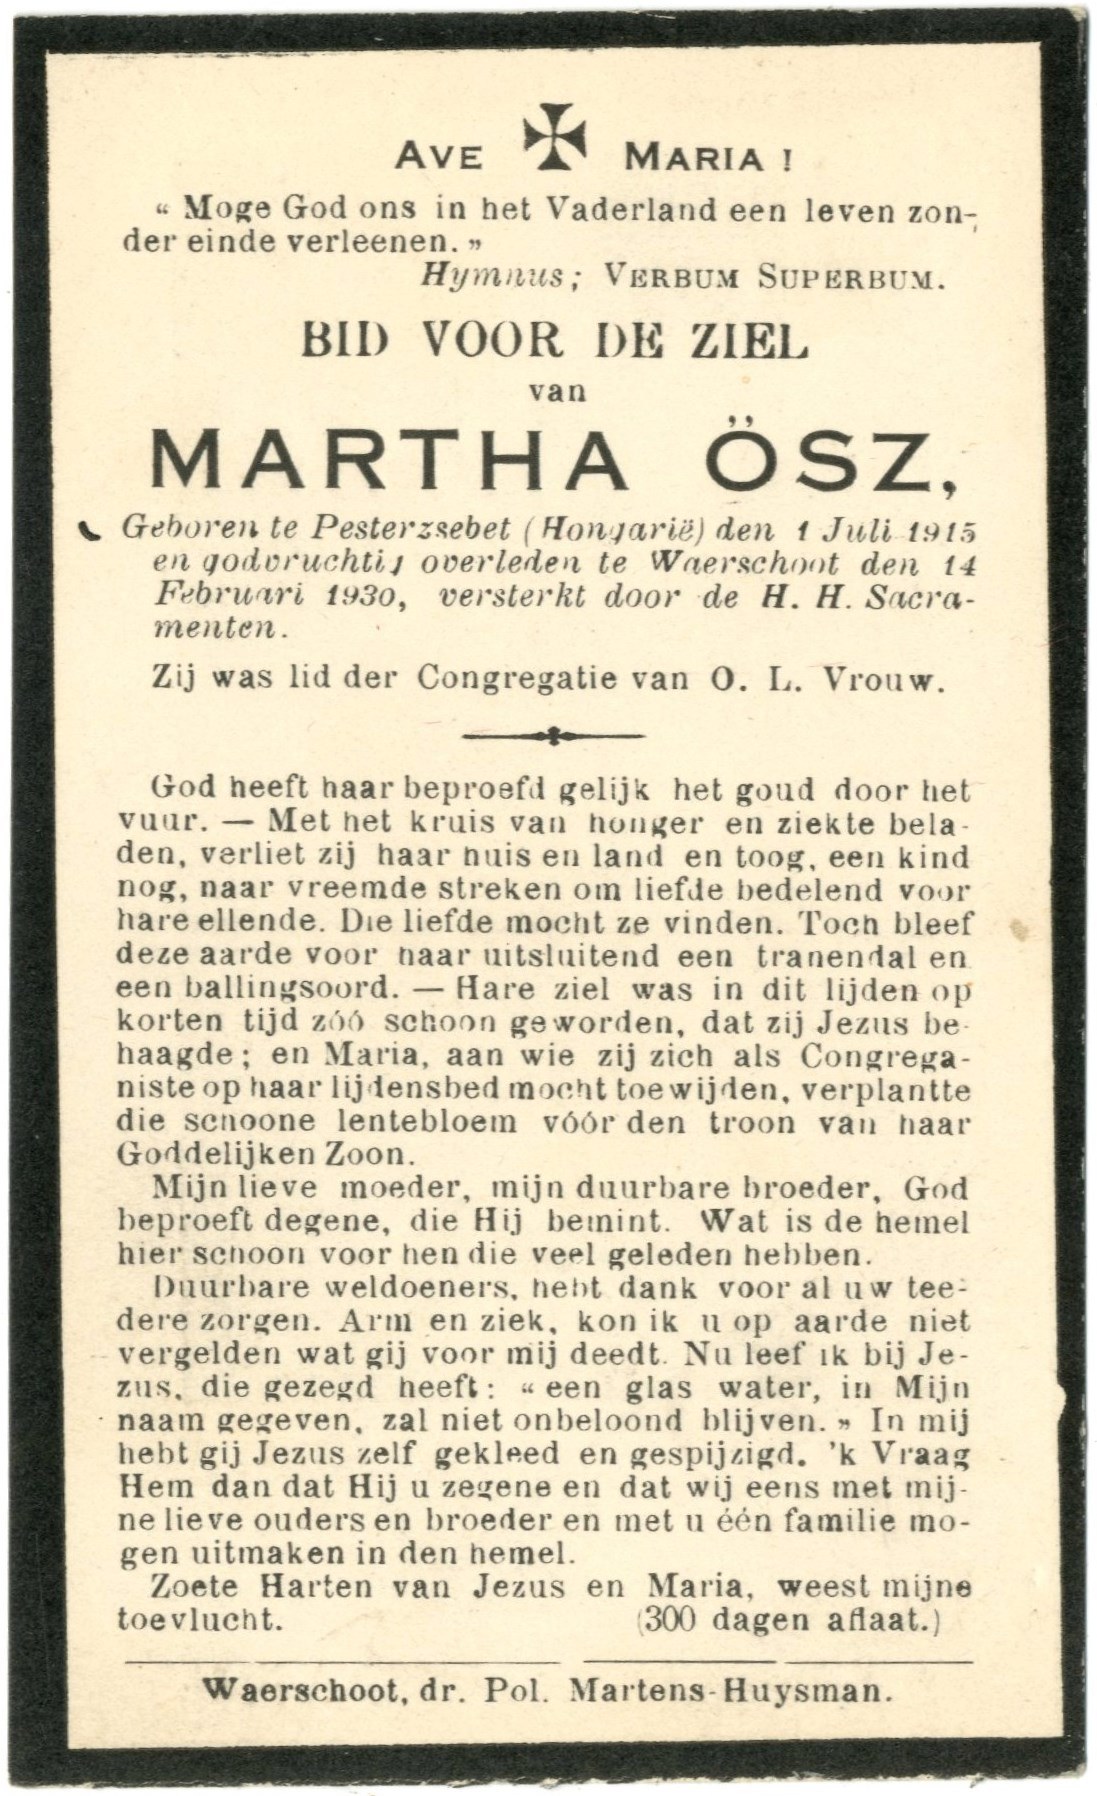 AVE ✠ MARIA !
“ Moge God ons in het Vaderland een leven zon-
der einde verleenen. „
Hymnus; VERBUM SUPERBUM.
BID VOOR DE ZIEL
van
MARTHA ÖSZ,
Geboren te Pesterzsebet (Hongarië) den 1 Juli 1915
en godvruchtig overleden te Waerschoot den 14
Februari 1930, versterkt door de H. H. Sacra-
menten.
Zij was lid der Congregatie van O. L. Vrouw.
God heeft haar beproefd gelijk het goud door het
vuur. — Met het kruis van honger en ziekte bela-
den, verliet zij haar huis en land en toog, een kind
nog, naar vreemde streken om liefde bedelend voor
hare ellende. Die liefde mocht ze vinden. Toch bleef
deze aarde voor haar uitsluitend een tranendal en
een ballingsoord. — Hare ziel was in dit lijden op
korten tijd zóó schoon geworden, dat zij Jezus be-
haagde; en Maria, aan wie zij zich als Congrega-
niste op haar lijdensbed mocht toewijden, verplantte
die schoone lentebloem vóór den troon van haar
Goddelijken Zoon.
Mijn lieve moeder, mijn duurbare broeder, God
beproeft degene, die Hij bemint. Wat is de hemel
hier schoon voor hen die veel geleden hebben.
Duurbare weldoeners, hebt dank voor al uw tee-
dere zorgen. Arm en ziek, kon ik u op aarde niet
vergelden wat gij voor mij deedt. Nu leef ik bij Je-
zus, die gezegd heeft: “ een glas water, in Mijn
naam gegeven, zal niet onbeloond blijven. „ In mij
hebt gij Jezus zelf gekleed en gespijzigd. 'k Vraag
Hem dan dat Hij u zegene en dat wij eens met mij-
ne lieve ouders en broeder en met u één familie mo-
gen uitmaken in den hemel.
Zoete Harten van Jezus en Maria, weest mijne
toevlucht. (300 dagen aflaat.)
Waerschoot, dr. Pol. Martens-Huysman.